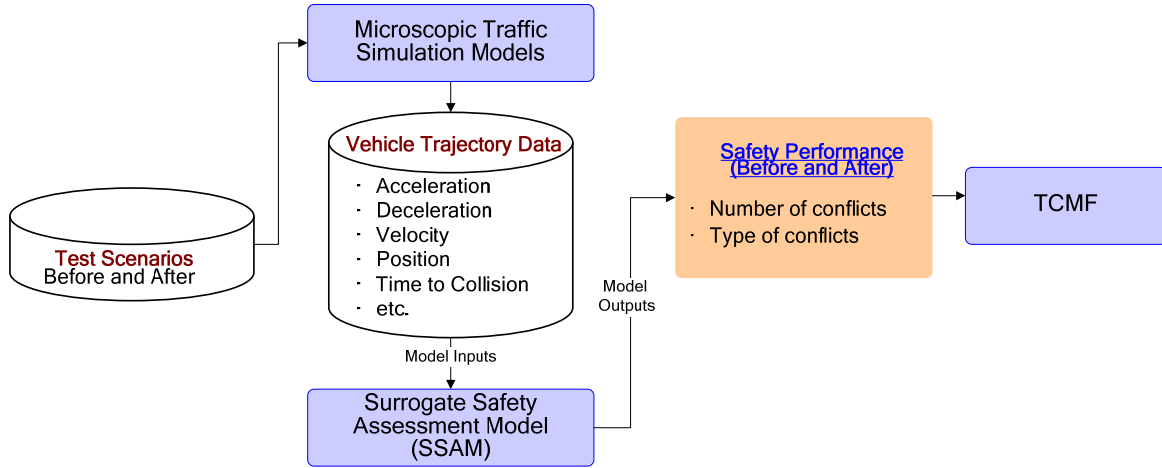 Microscopic Traffic
Simulation Models
Vehicle Trajectory Data
· Acceleration
· Deceleration
· Velocity
· Position
· Time to Collision
· etc.
Test Scenarios
Before and After
Model Inputs
Surrogate Safety
Assessment Model
(SSAM)
Model
Outputs
Safety Performance
(Before and After)
· Number of conflicts
· Type of conflicts
TCMF